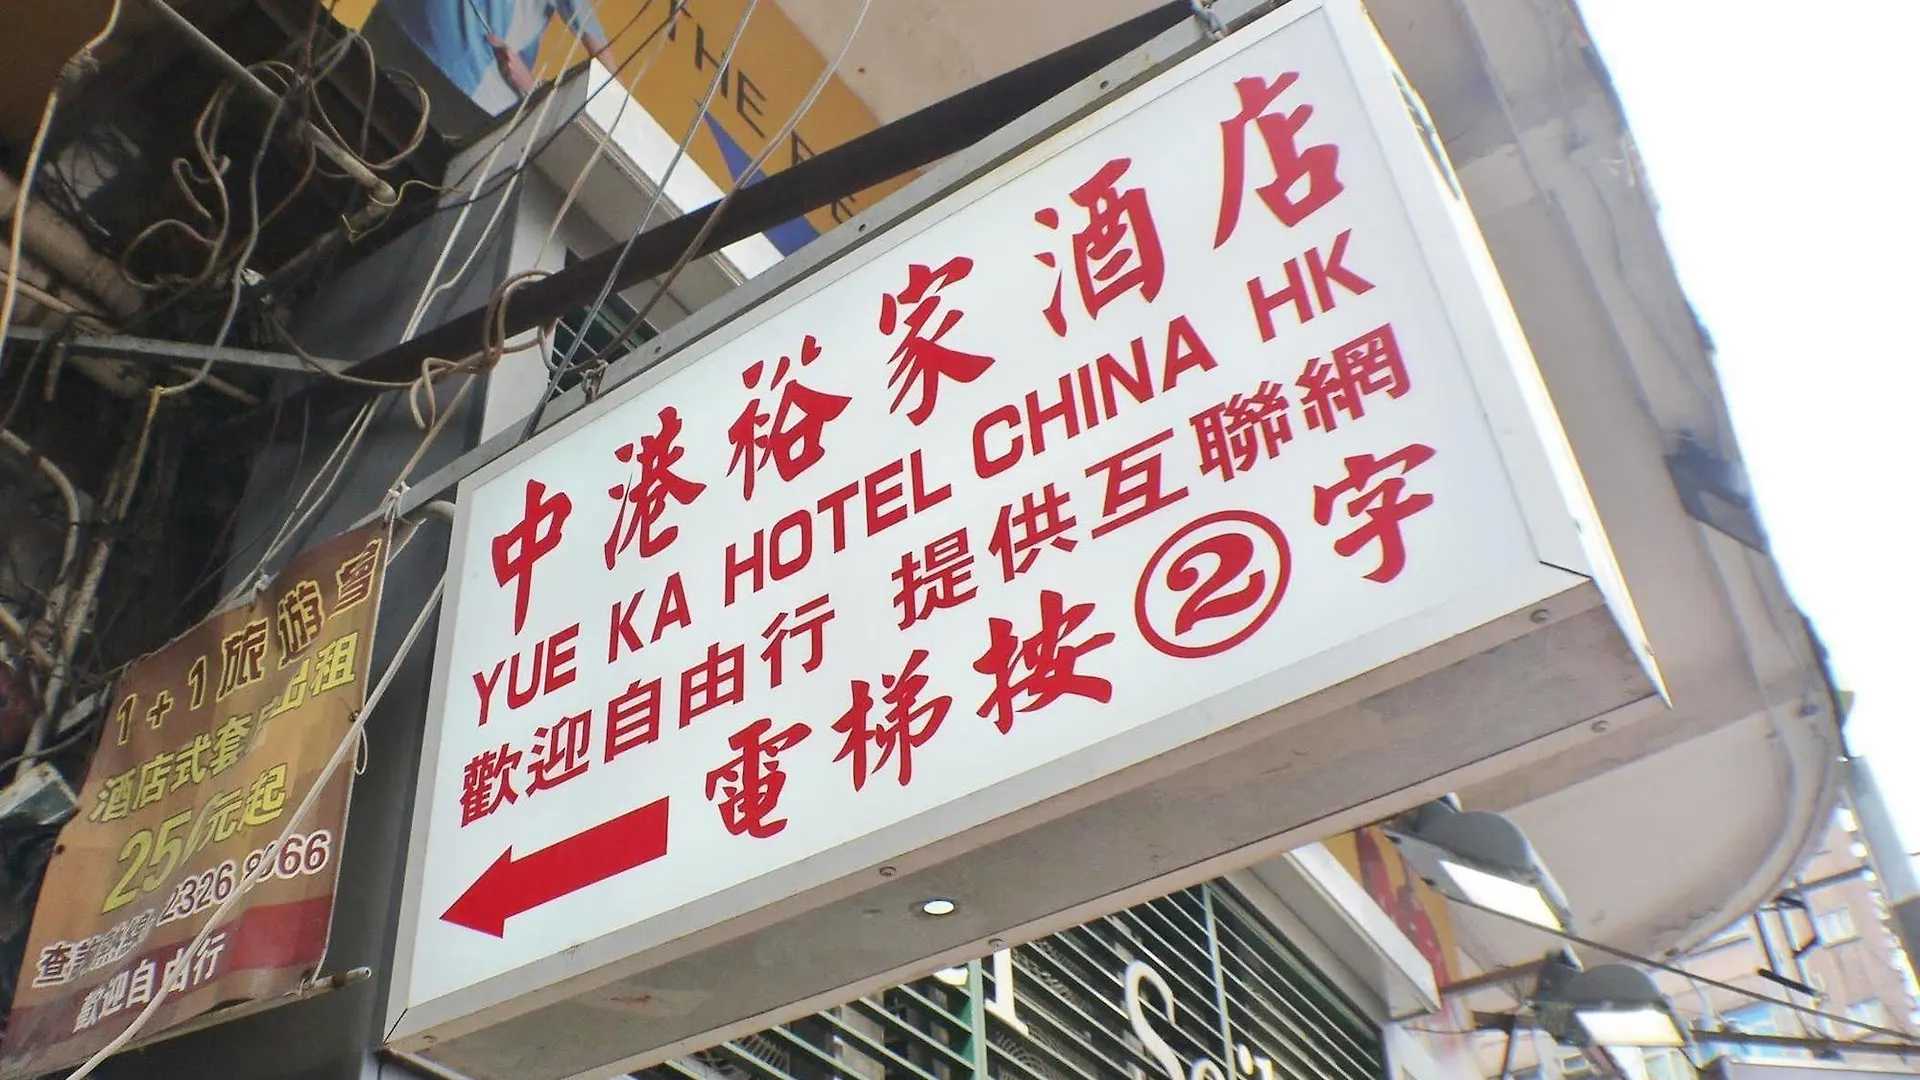 中港裕家酒店
YUE KA HOTEL CHINA HK
歡迎自由行 提供互聯網
電梯按②字
THE
1+1旅遊會
酒店式套 出租
25 元起
2326
歡迎自由行